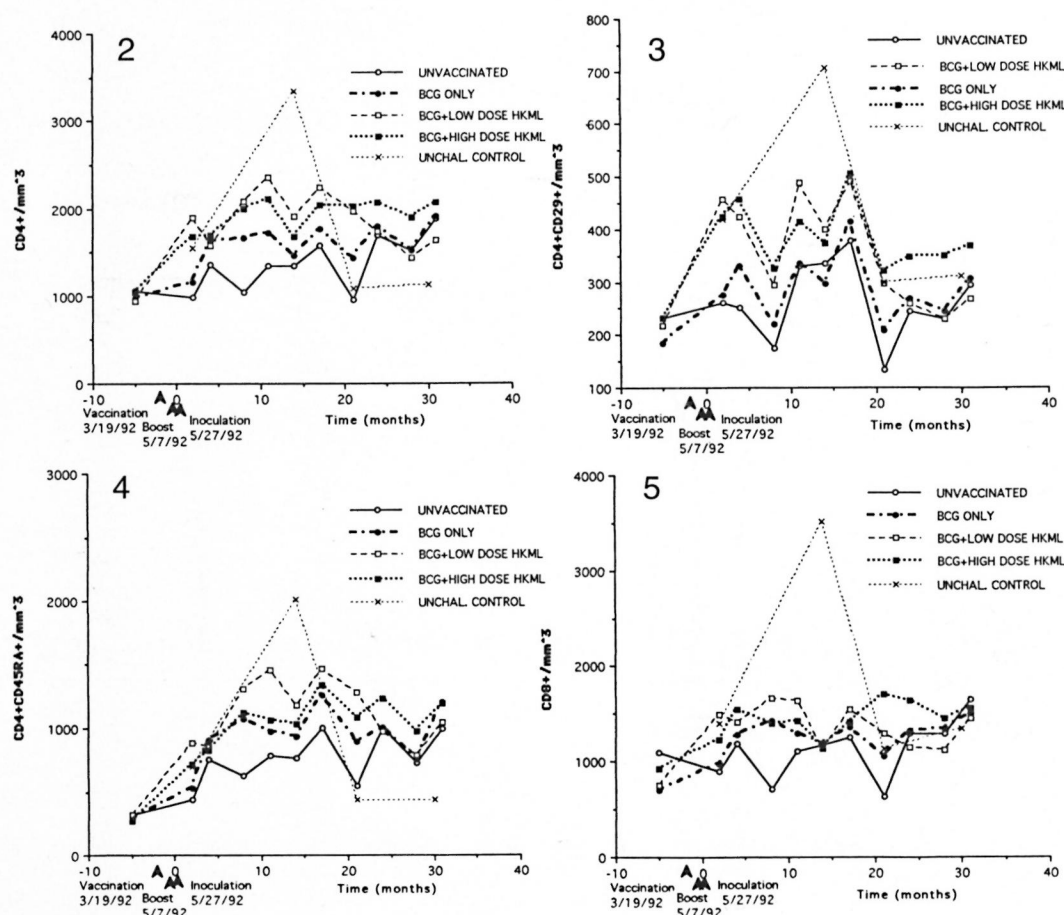 2
4000
3000
2000
1000
0
CD4+/mm^3
UNVACCINATED
BCG ONLY
BCG+LOW DOSE HKML
BCG+HIGH DOSE HKML
UNCHAL. CONTROL
-10 0 10 20 30 40
Vaccination
3/19/92
Boost
5/7/92
Inoculation
5/27/92
Time (months)
3
800
700
600
500
400
300
200
100
CD4+CD29+/mm^3
UNVACCINATED
BCG+LOW DOSE HKML
BCG ONLY
BCG+HIGH DOSE HKML
UNCHAL. CONTROL
-10 0 10 20 30 40
Vaccination
3/19/92
Boost
5/7/92
Inoculation
5/27/92
Time (months)
4
3000
2000
1000
0
CD4+CD45RA+/mm^3
UNVACCINATED
BCG ONLY
BCG+LOW DOSE HKML
BCG+HIGH DOSE HKML
UNCHAL. CONTROL
-10 0 10 20 30 40
Vaccination
3/19/92
Boost
5/7/92
Inoculation
5/27/92
Time (months)
5
4000
3000
2000
1000
0
CD8+/mm^3
UNVACCINATED
BCG ONLY
BCG+LOW DOSE HKML
BCG+HIGH DOSE HKML
UNCHAL. CONTROL
-10 0 10 20 30 40
Vaccination
3/19/92
Boost
5/7/92
Inoculation
5/27/92
Time (months)